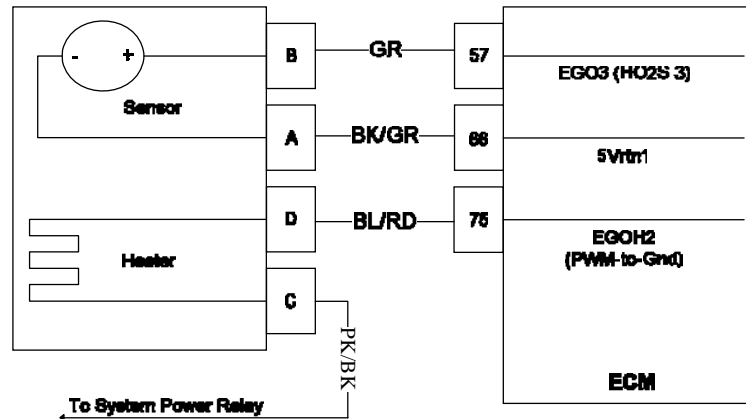 - +
Sensor
B GR 57
EGO3 (HO2S 3)
A BK/GR 66
5Vrtn1
D BL/RD 75
EGOH2
(PWM-to-Gnd)
Heater
C
PK/BK
To System Power Relay
ECM